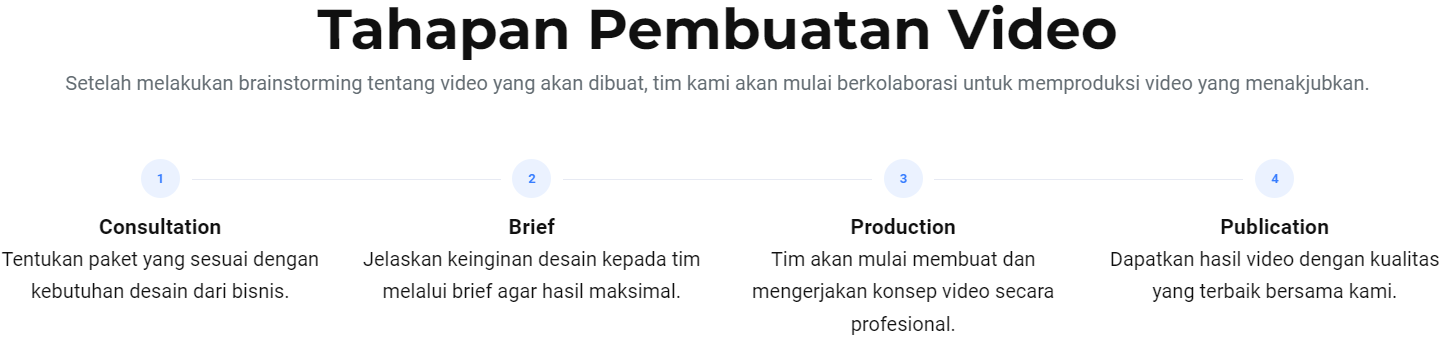 Tahapan Pembuatan Video
Setelah melakukan brainstorming tentang video yang akan dibuat, tim kami akan mulai berkolaborasi untuk memproduksi video yang menakjubkan.
1
Consultation
Tentukan paket yang sesuai dengan
kebutuhan desain dari bisnis.
2
Brief
Jelaskan keinginan desain kepada tim
melalui brief agar hasil maksimal.
3
Production
Tim akan mulai membuat dan
mengerjakan konsep video secara
profesional.
4
Publication
Dapatkan hasil video dengan kualitas
yang terbaik bersama kami.